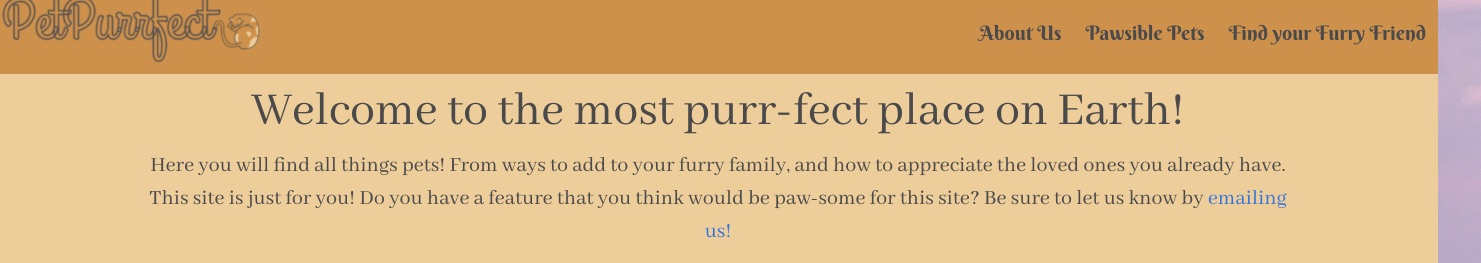 PetPurrfect
About Us Pawsible Pets Find your Furry Friend
Welcome to the most purr-fect place on Earth!
Here you will find all things pets! From ways to add to your furry family, and how to appreciate the loved ones you already have.
This site is just for you! Do you have a feature that you think would be paw-some for this site? Be sure to let us know by emailing
us!